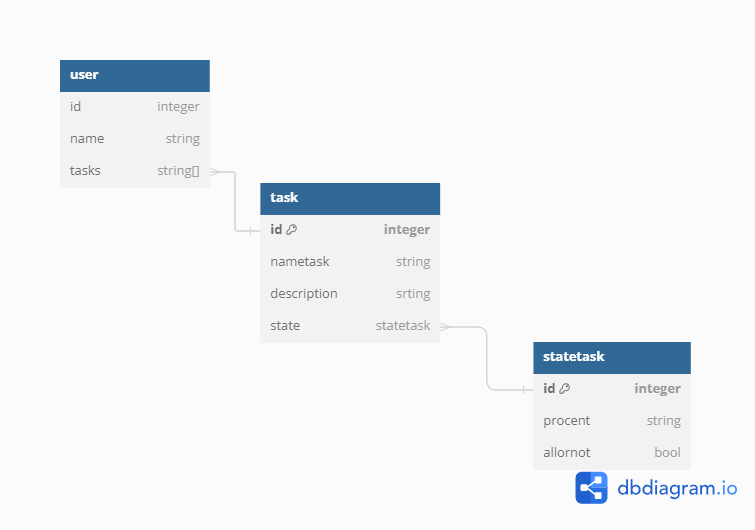 user
id integer
name string
tasks string[]
task
id integer
nametask string
description srting
state statetask
statetask
id integer
procent string
allornot bool
dbdiagram.io